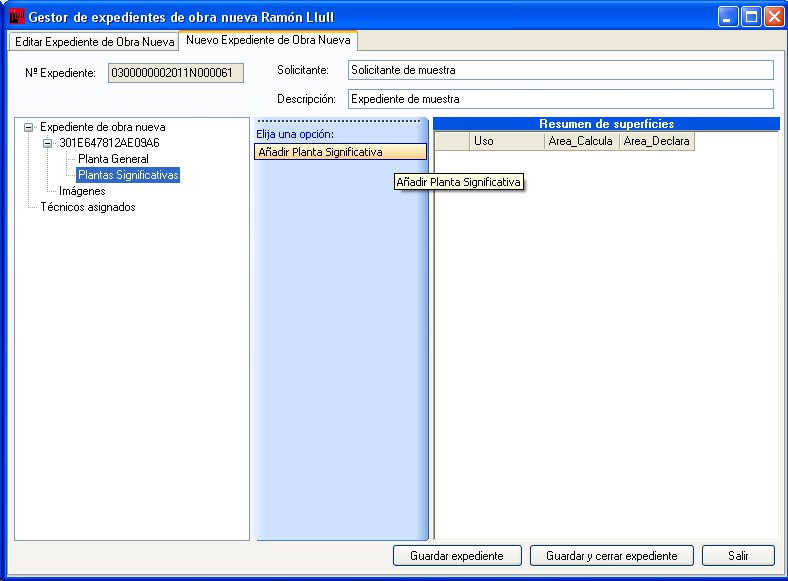 Gestor de expedientes de obra nueva Ramón Llull
Editar Expediente de Obra Nueva
Nuevo Expediente de Obra Nueva
Nº Expediente:
0300000002011N000061
Solicitante:
Solicitante de muestra
Descripción:
Expediente de muestra
Expediente de obra nueva
301E647812AE09A6
Planta General
Plantas Significativas
Imágenes
Técnicos asignados
Elija una opción:
Añadir Planta Significativa
Añadir Planta Significativa
Resumen de superficies
Uso
Area_Calcula
Area_Declara
Guardar expediente
Guardar y cerrar expediente
Salir